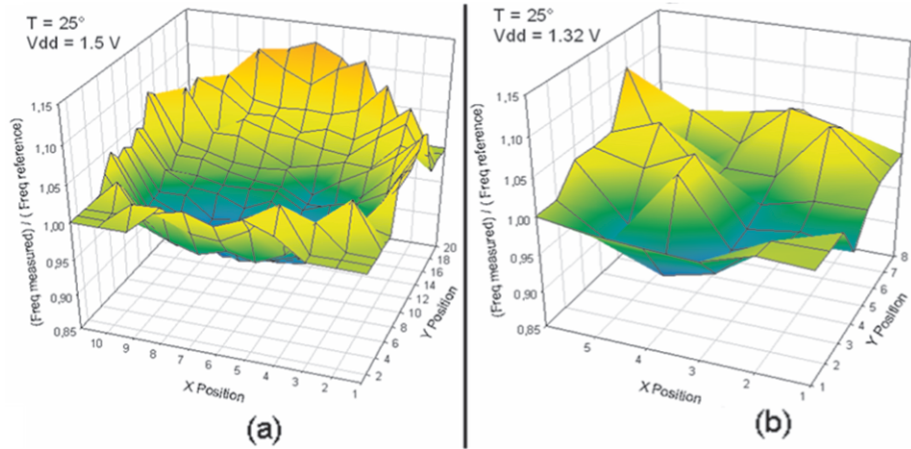 T = 25°
Vdd = 1.5 V
(Freq measured) / ( Freq reference)
1,15
1,10
1,05
1,00
0,95
0,90
0,85
10 9 8 7 6 5 4 3 2 1
X Position
2 4 6 8 10 12 14 16 18 20
Y Position
(a)
T = 25°
Vdd = 1.32 V
(Freq measured) / ( Freq reference)
1,15
1,10
1,05
1,00
0,95
0,90
0,85
5 4 3 2 1
X Position
1 2 3 4 5 6 7 8
Y Position
(b)